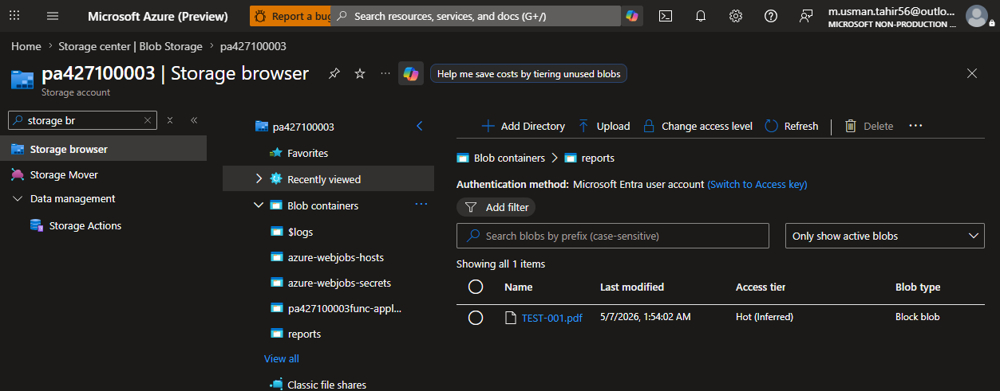 Microsoft Azure (Preview)
Report a bug
Search resources, services, and docs (G+/)
m.usman.tahir56@outlo...
MICROSOFT NON-PRODUCTION ...
Home > Storage center | Blob Storage > pa427100003
pa427100003 | Storage browser
Storage account
Help me save costs by tiering unused blobs
storage br
Storage browser
Storage Mover
Data management
Storage Actions
pa427100003
Favorites
Recently viewed
Blob containers
$logs
azure-webjobs-hosts
azure-webjobs-secrets
pa427100003func-appl...
reports
View all
Classic file shares
Add Directory
Upload
Change access level
Refresh
Delete
Blob containers > reports
Authentication method: Microsoft Entra user account (Switch to Access key)
Add filter
Search blobs by prefix (case-sensitive)
Only show active blobs
Showing all 1 items
Name Last modified Access tier Blob type
TEST-001.pdf 5/7/2026, 1:54:02 AM Hot (Inferred) Block blob